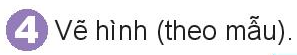 4 Vẽ hình (theo mẫu).